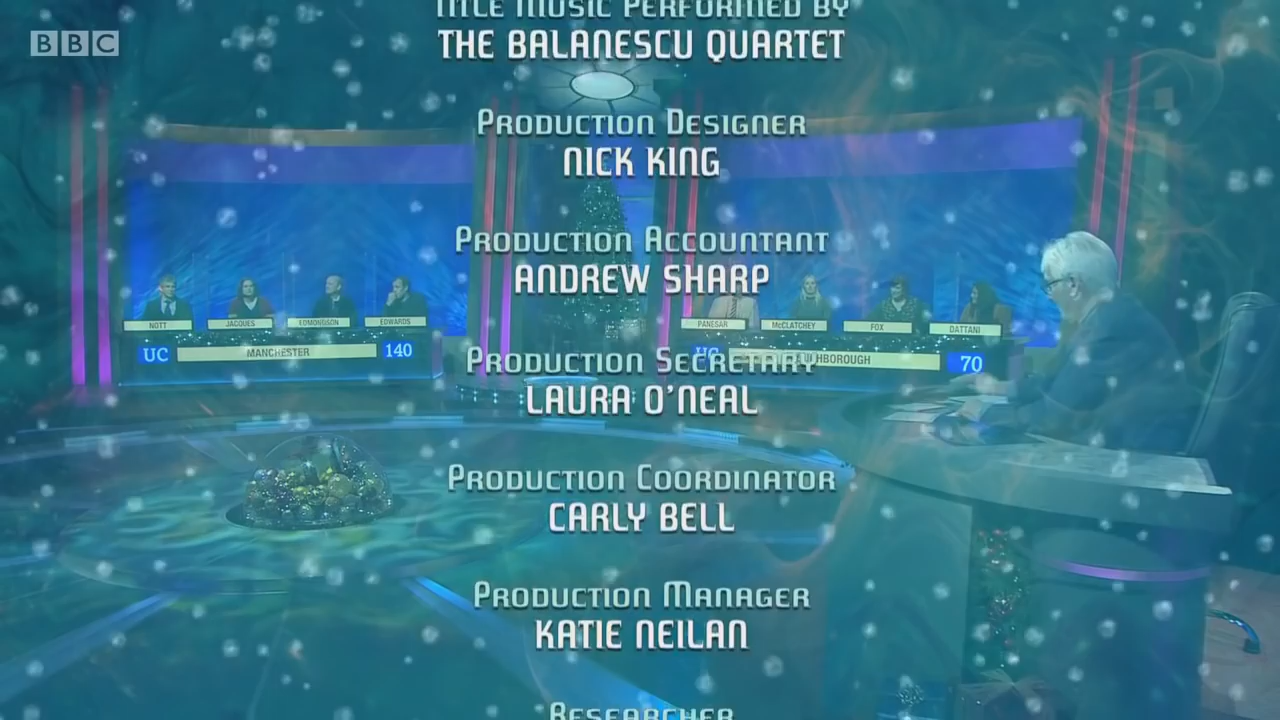 TITLE MUSIC PERFORMED BY
BBC
THE BALANESCU QUARTET
PRODUCTION DESIGNER
NICK KING
PRODUCTION ACCOUNTANT
ANDREW SHARP
NOTT
JACQUES
EDMONDSON
EDWARDS
PANESAR
McCLATCHEY
FOX
DATTANI
UC
MANCHESTER
140
UC
HBOROUGH
70
PRODUCTION SECRETARY
LAURA O'NEAL
PRODUCTION COORDINATOR
CARLY BELL
PRODUCTION MANAGER
KATIE NEILAN
RESEARCHER